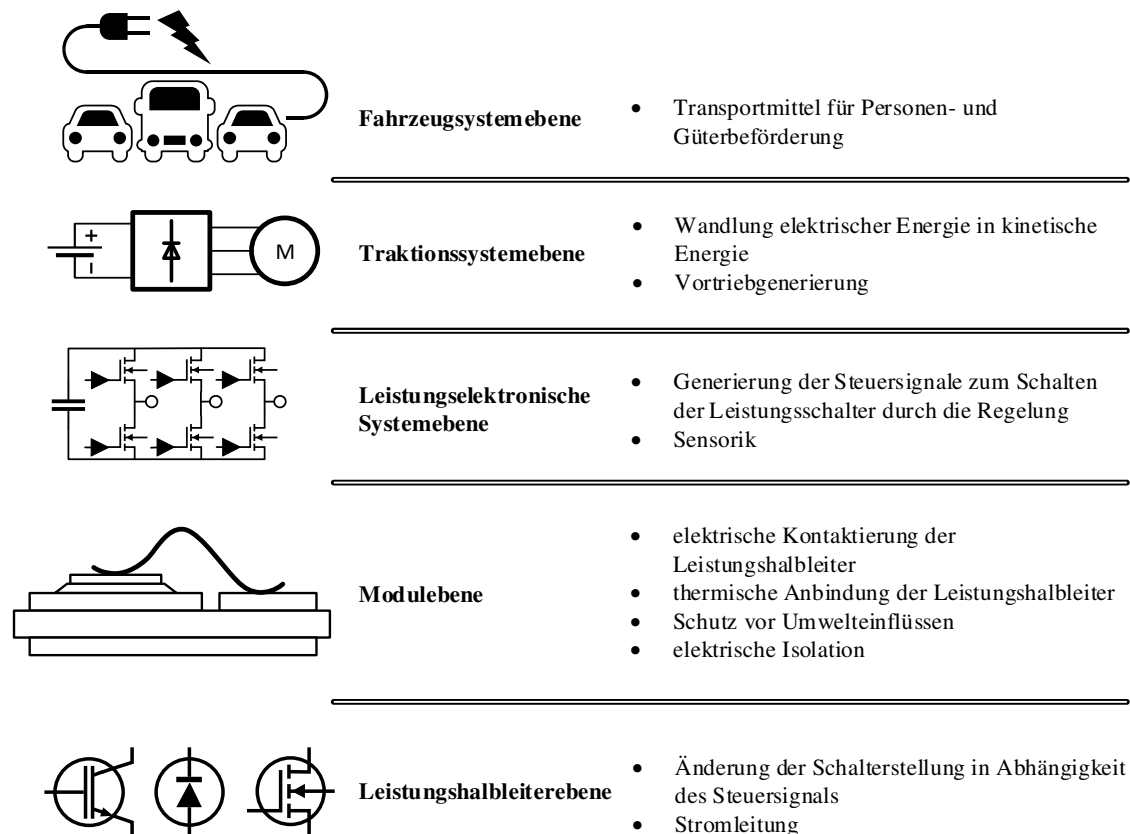 Fahrzeugsystemebene
• Transportmittel für Personen- und
Güterbeförderung
+
−
M
Traktionssystemebene
• Wandlung elektrischer Energie in kinetische
Energie
• Vortriebgenerierung
Leistungselektronische
Systemebene
• Generierung der Steuersignale zum Schalten
der Leistungsschalter durch die Regelung
• Sensorik
Modulebene
• elektrische Kontaktierung der
Leistungshalbleiter
• thermische Anbindung der Leistungshalbleiter
• Schutz vor Umwelteinflüssen
• elektrische Isolation
Leistungshalbleiterebene
• Änderung der Schalterstellung in Abhängigkeit
des Steuersignals
• Stromleitung